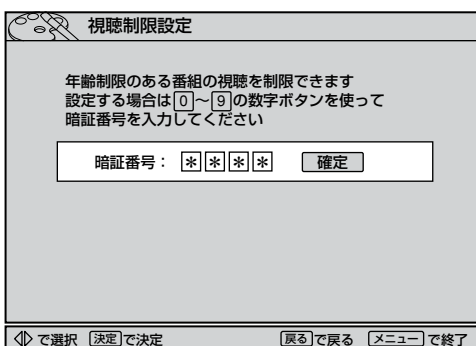 視聴制限設定
年齢制限のある番組の視聴を制限できます
設定する場合は0～9の数字ボタンを使って
暗証番号を入力してください
暗証番号： ＊＊＊＊ 確定
で選択 決定で決定 戻るで戻る メニューで終了